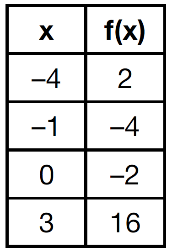 x f(x)
–4 2
–1 –4
0 –2
3 16